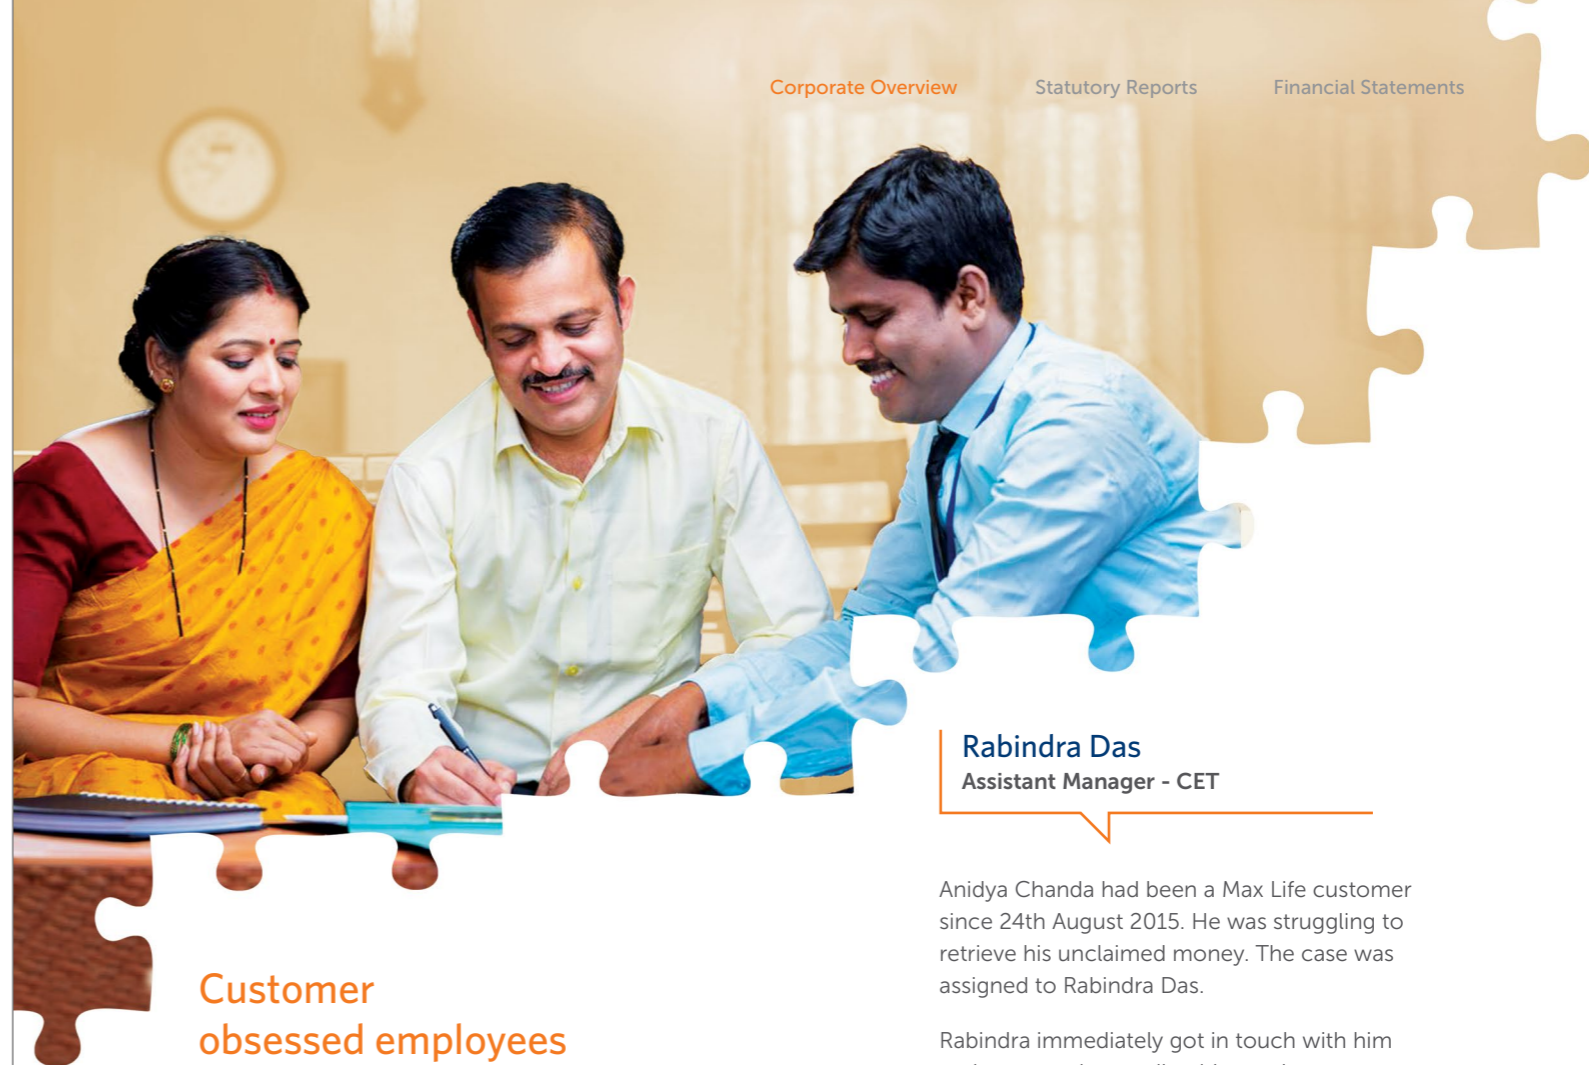 Corporate Overview Statutory Reports Financial Statements
Rabindra Das
Assistant Manager - CET
Anidya Chanda had been a Max Life customer
since 24th August 2015. He was struggling to
retrieve his unclaimed money. The case was
assigned to Rabindra Das.
Rabindra immediately got in touch with him
Customer
obsessed employees